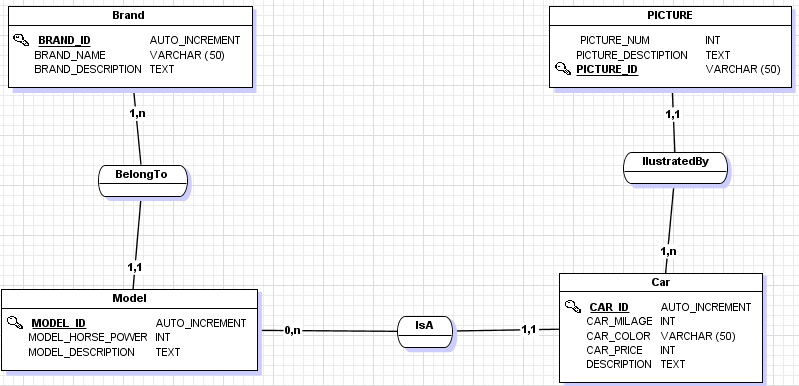 Brand
BRAND_ID AUTO_INCREMENT
BRAND_NAME VARCHAR (50)
BRAND_DESCRIPTION TEXT
PICTURE
PICTURE_NUM INT
PICTURE_DESCTIPTION TEXT
PICTURE_ID VARCHAR (50)
1,n
1,1
BelongTo
IlustratedBy
1,1
1,n
Model
MODEL_ID AUTO_INCREMENT
MODEL_HORSE_POWER INT
MODEL_DESCRIPTION TEXT
0,n
IsA
1,1
Car
CAR_ID AUTO_INCREMENT
CAR_MILAGE INT
CAR_COLOR VARCHAR (50)
CAR_PRICE INT
DESCRIPTION TEXT